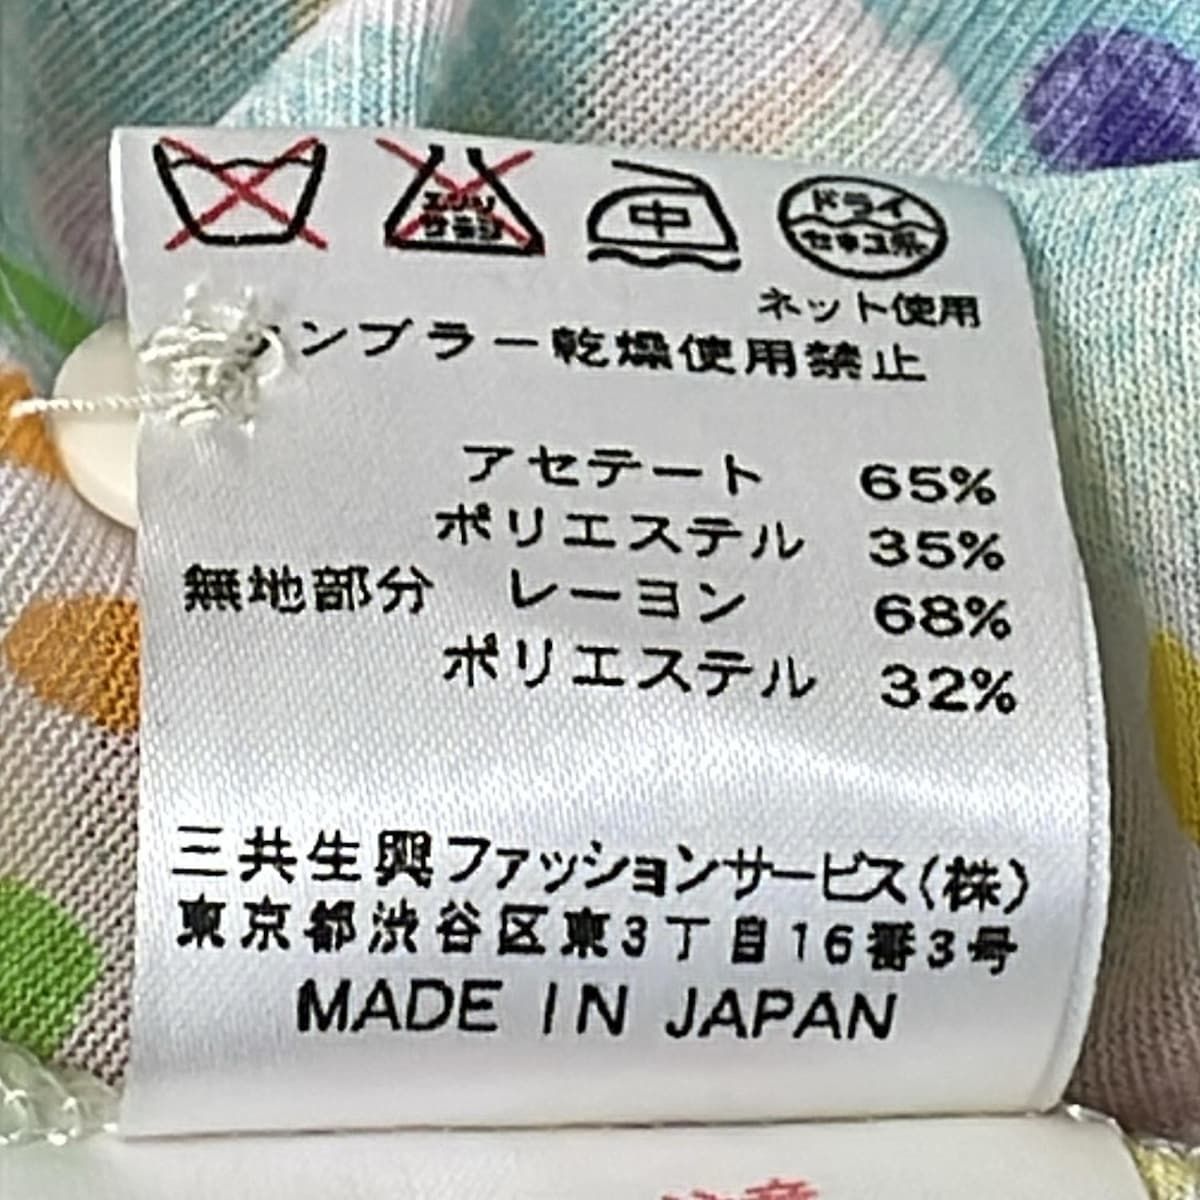 エンソ
サラシ
中
ドライ
セキユ系
ネット使用
ンブラー乾燥使用禁止
アセテート 65%
ポリエステル 35%
無地部分 レーヨン 68%
ポリエステル 32%
三共生興ファッションサービス(株)
東京都渋谷区東3丁目16番3号
MADE IN JAPAN
注意